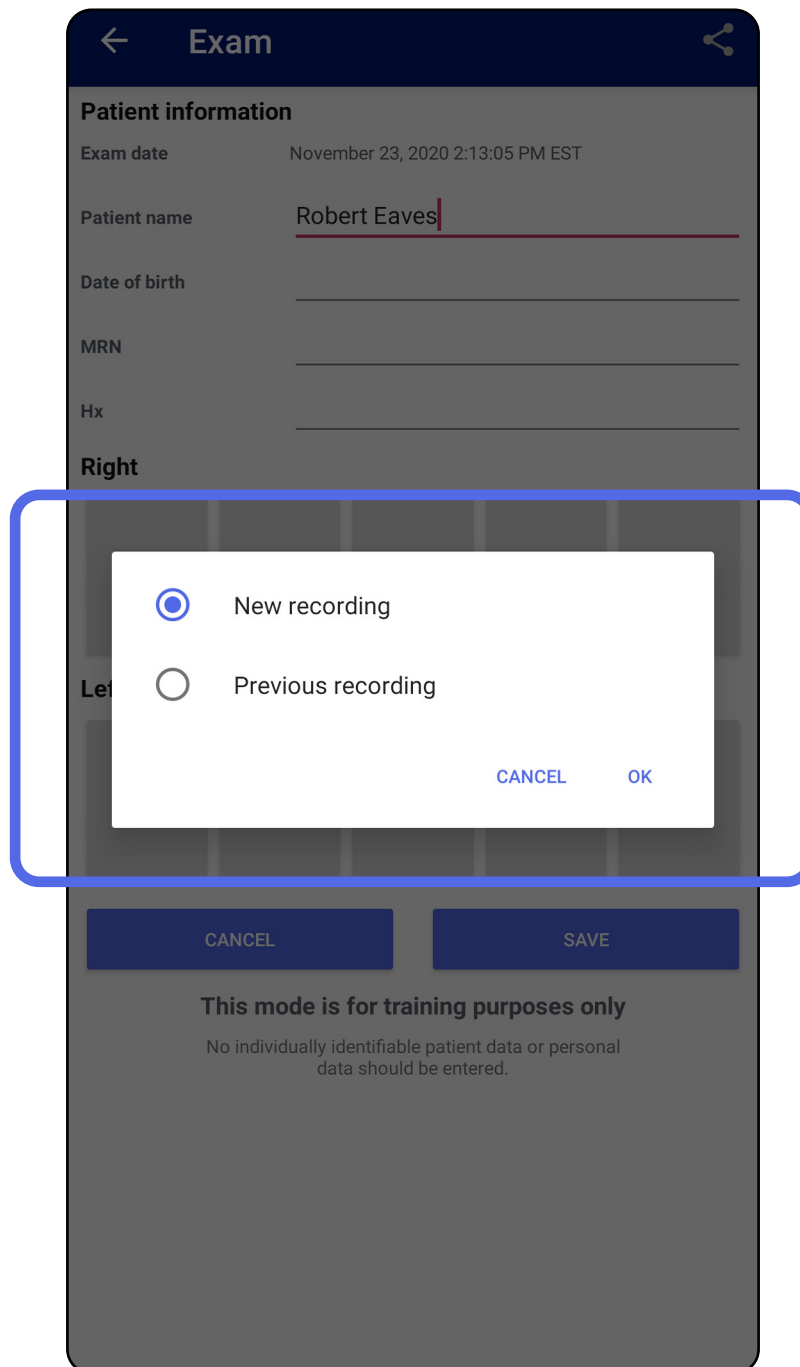 Exam
Patient information
Exam date November 23, 2020 2:13:05 PM EST
Patient name Robert Eaves
Date of birth
MRN
Hx
Right
New recording
Lef
Previous recording
CANCEL OK
CANCEL SAVE
This mode is for training purposes only
No individually identifiable patient data or personal
data should be entered.